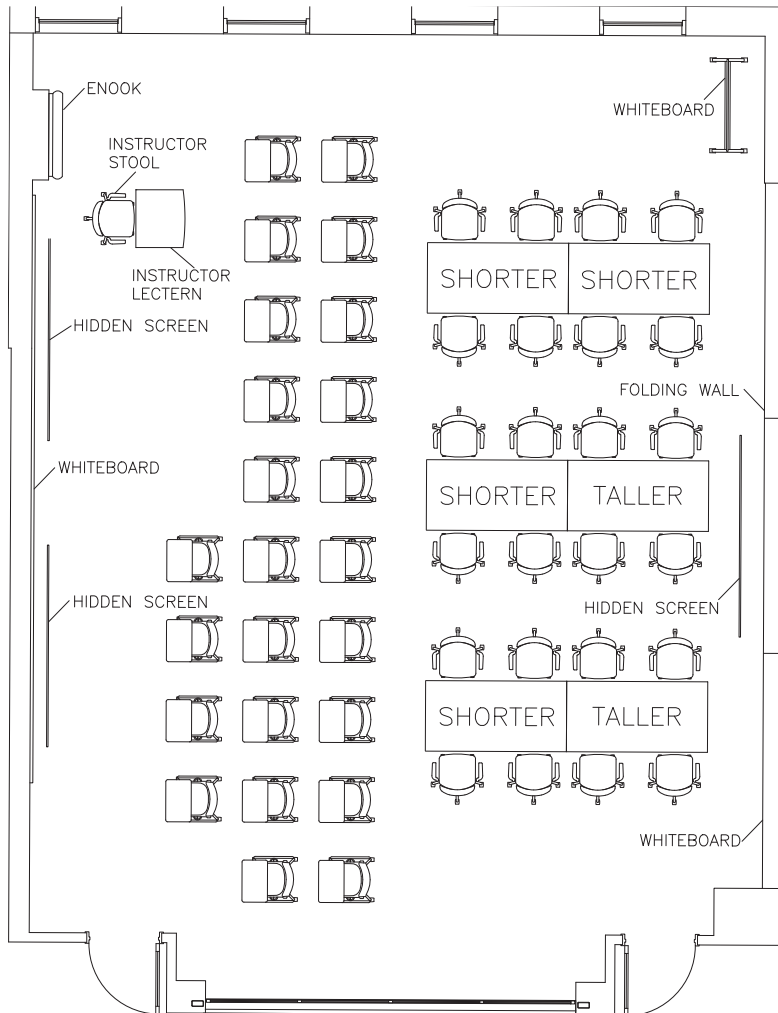 ENOOK
WHITEBOARD
INSTRUCTOR
STOOL
INSTRUCTOR
LECTERN
SHORTER
SHORTER
HIDDEN SCREEN
FOLDING WALL
WHITEBOARD
SHORTER
TALLER
HIDDEN SCREEN
HIDDEN SCREEN
SHORTER
TALLER
WHITEBOARD